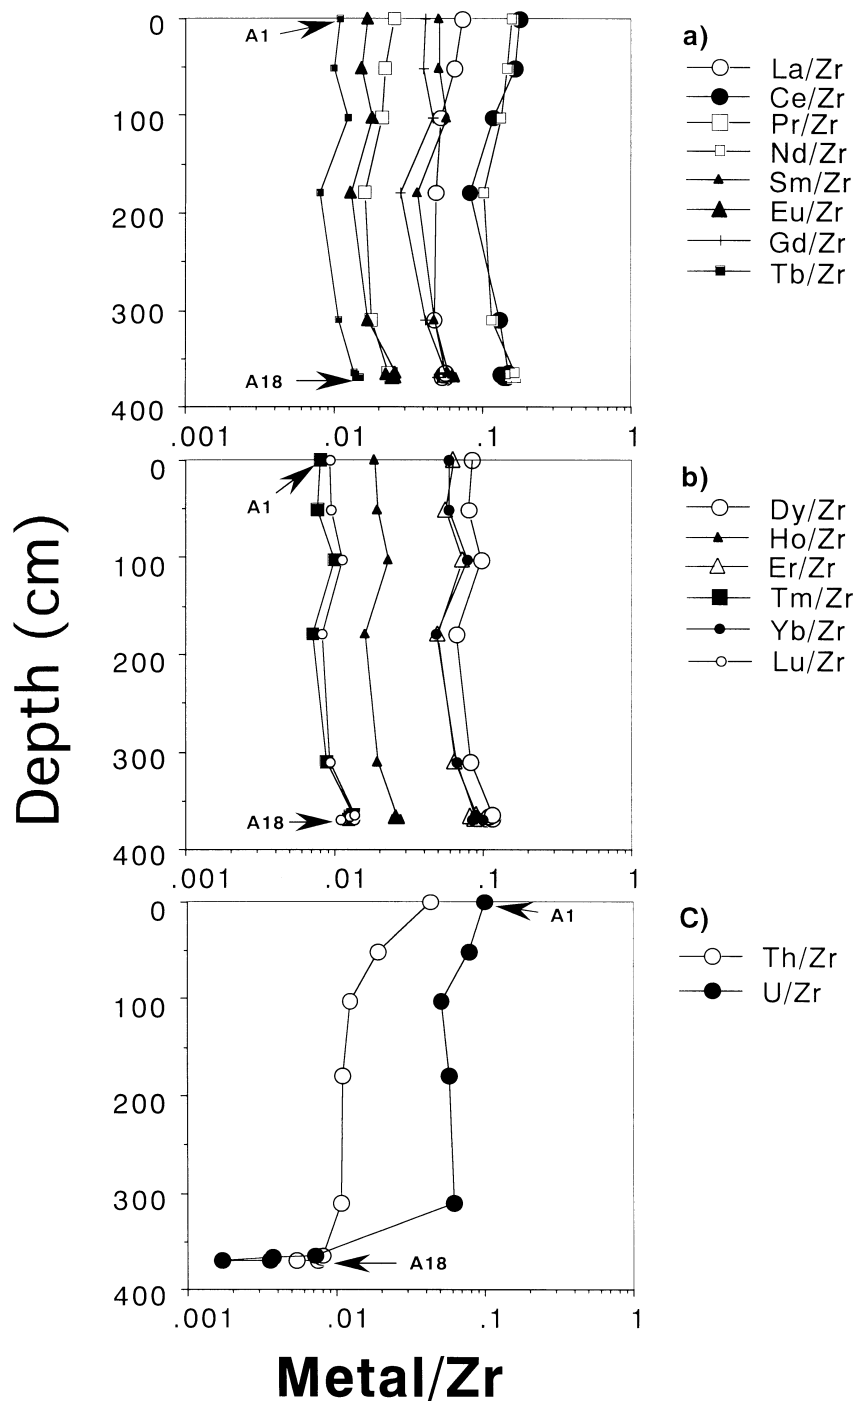 a)
0
100
200
300
400
A1
A18
.001
.01
.1
1
La/Zr
Ce/Zr
Pr/Zr
Nd/Zr
Sm/Zr
Eu/Zr
Gd/Zr
Tb/Zr
b)
0
100
200
300
400
A1
A18
.001
.01
.1
1
Dy/Zr
Ho/Zr
Er/Zr
Tm/Zr
Yb/Zr
Lu/Zr
C)
0
100
200
300
400
A1
A18
.001
.01
.1
1
Th/Zr
U/Zr
Depth (cm)
Metal/Zr